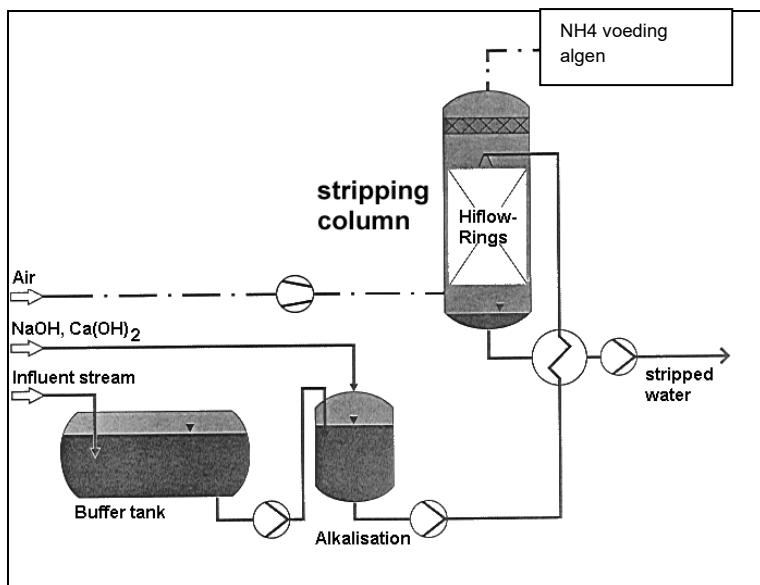 NH4 voeding
algen
stripping
column
Hiflow-
Rings
Air
NaOH, Ca(OH)2
Influent stream
stripped
water
Buffer tank
Alkalisation